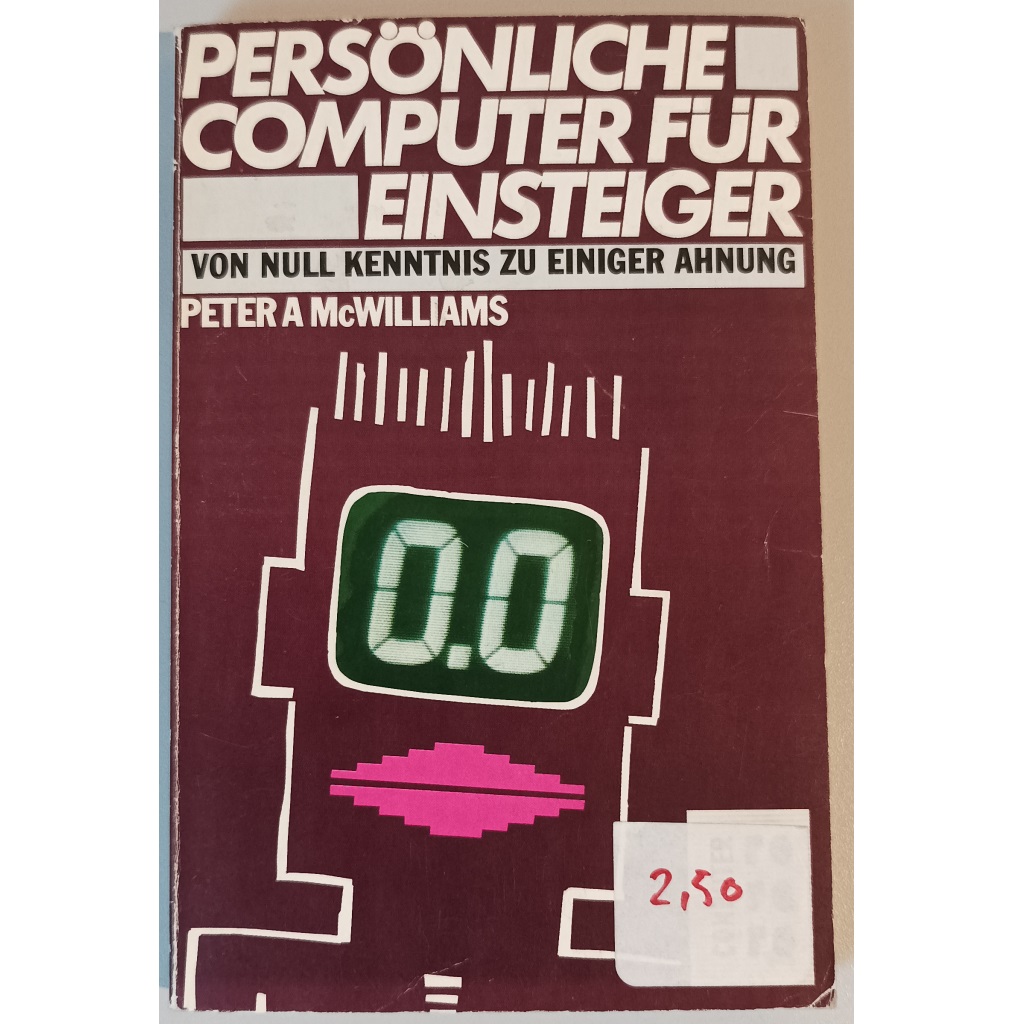 PERSÖNLICHE
COMPUTER FÜR
EINSTEIGER
VON NULL KENNTNIS ZU EINIGER AHNUNG
PETER A McWILLIAMS
0.0
2,50